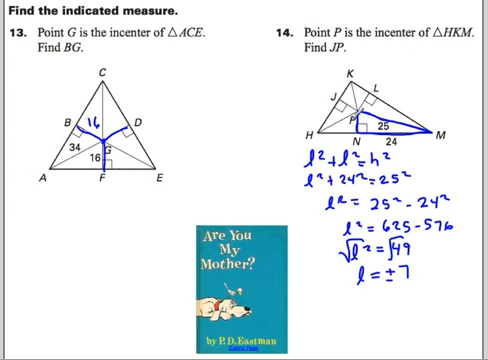 Find the indicated measure.
13. Point G is the incenter of △ACE.
Find BG.
C
B
16
D
34
G
16
A
F
E
14. Point P is the incenter of △HKM.
Find JP.
K
L
J
P
25
H
N
24
M
l² + l² = h²
l² + 24² = 25²
l² = 25² - 24²
l² = 625 - 576
√l² = √49
l = ±7
Are You
My
Mother?
by P.D. Eastman